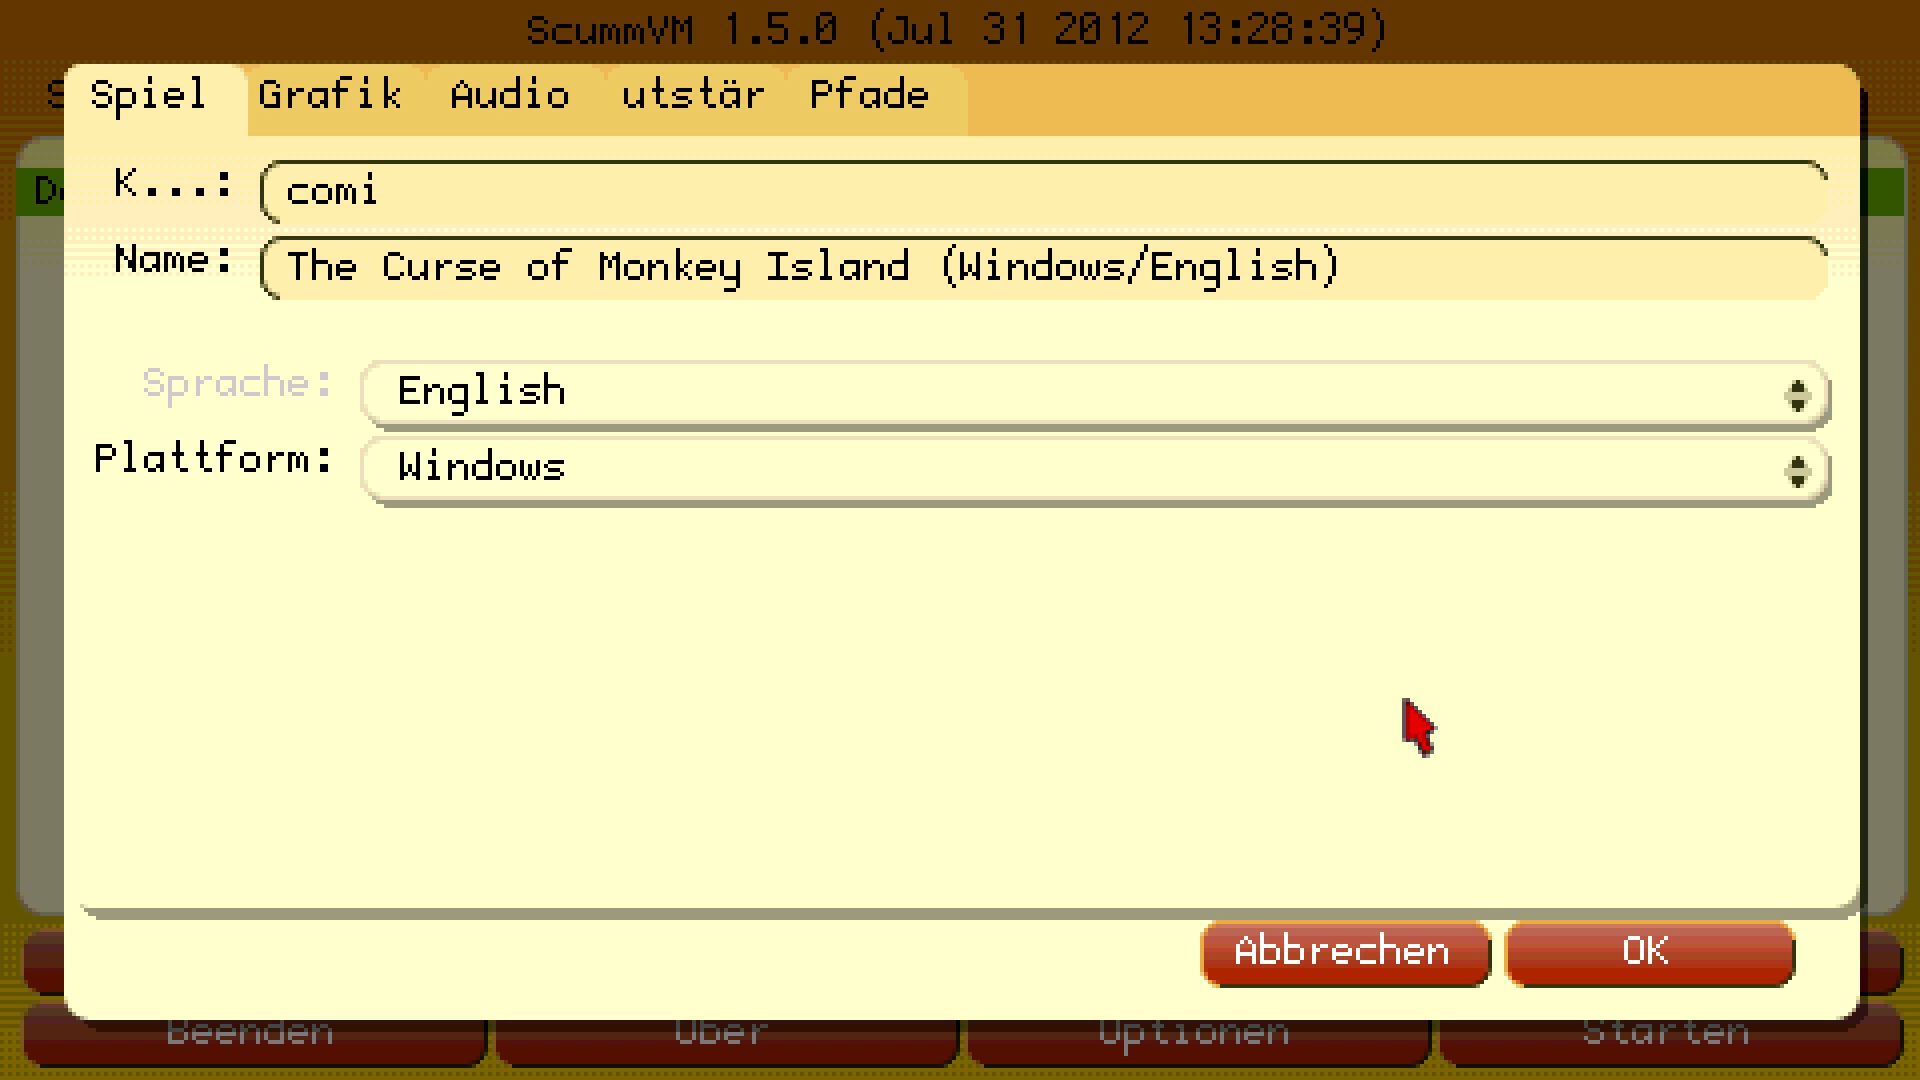 ScummVM 1.5.0 (Jul 31 2012 13:28:39)
Spiel Grafik Audio utstär Pfade
K...: comi
Name: The Curse of Monkey Island (Windows/English)
Sprache: English
Plattform: Windows
Abbrechen OK
Beenden Über Optionen Starten